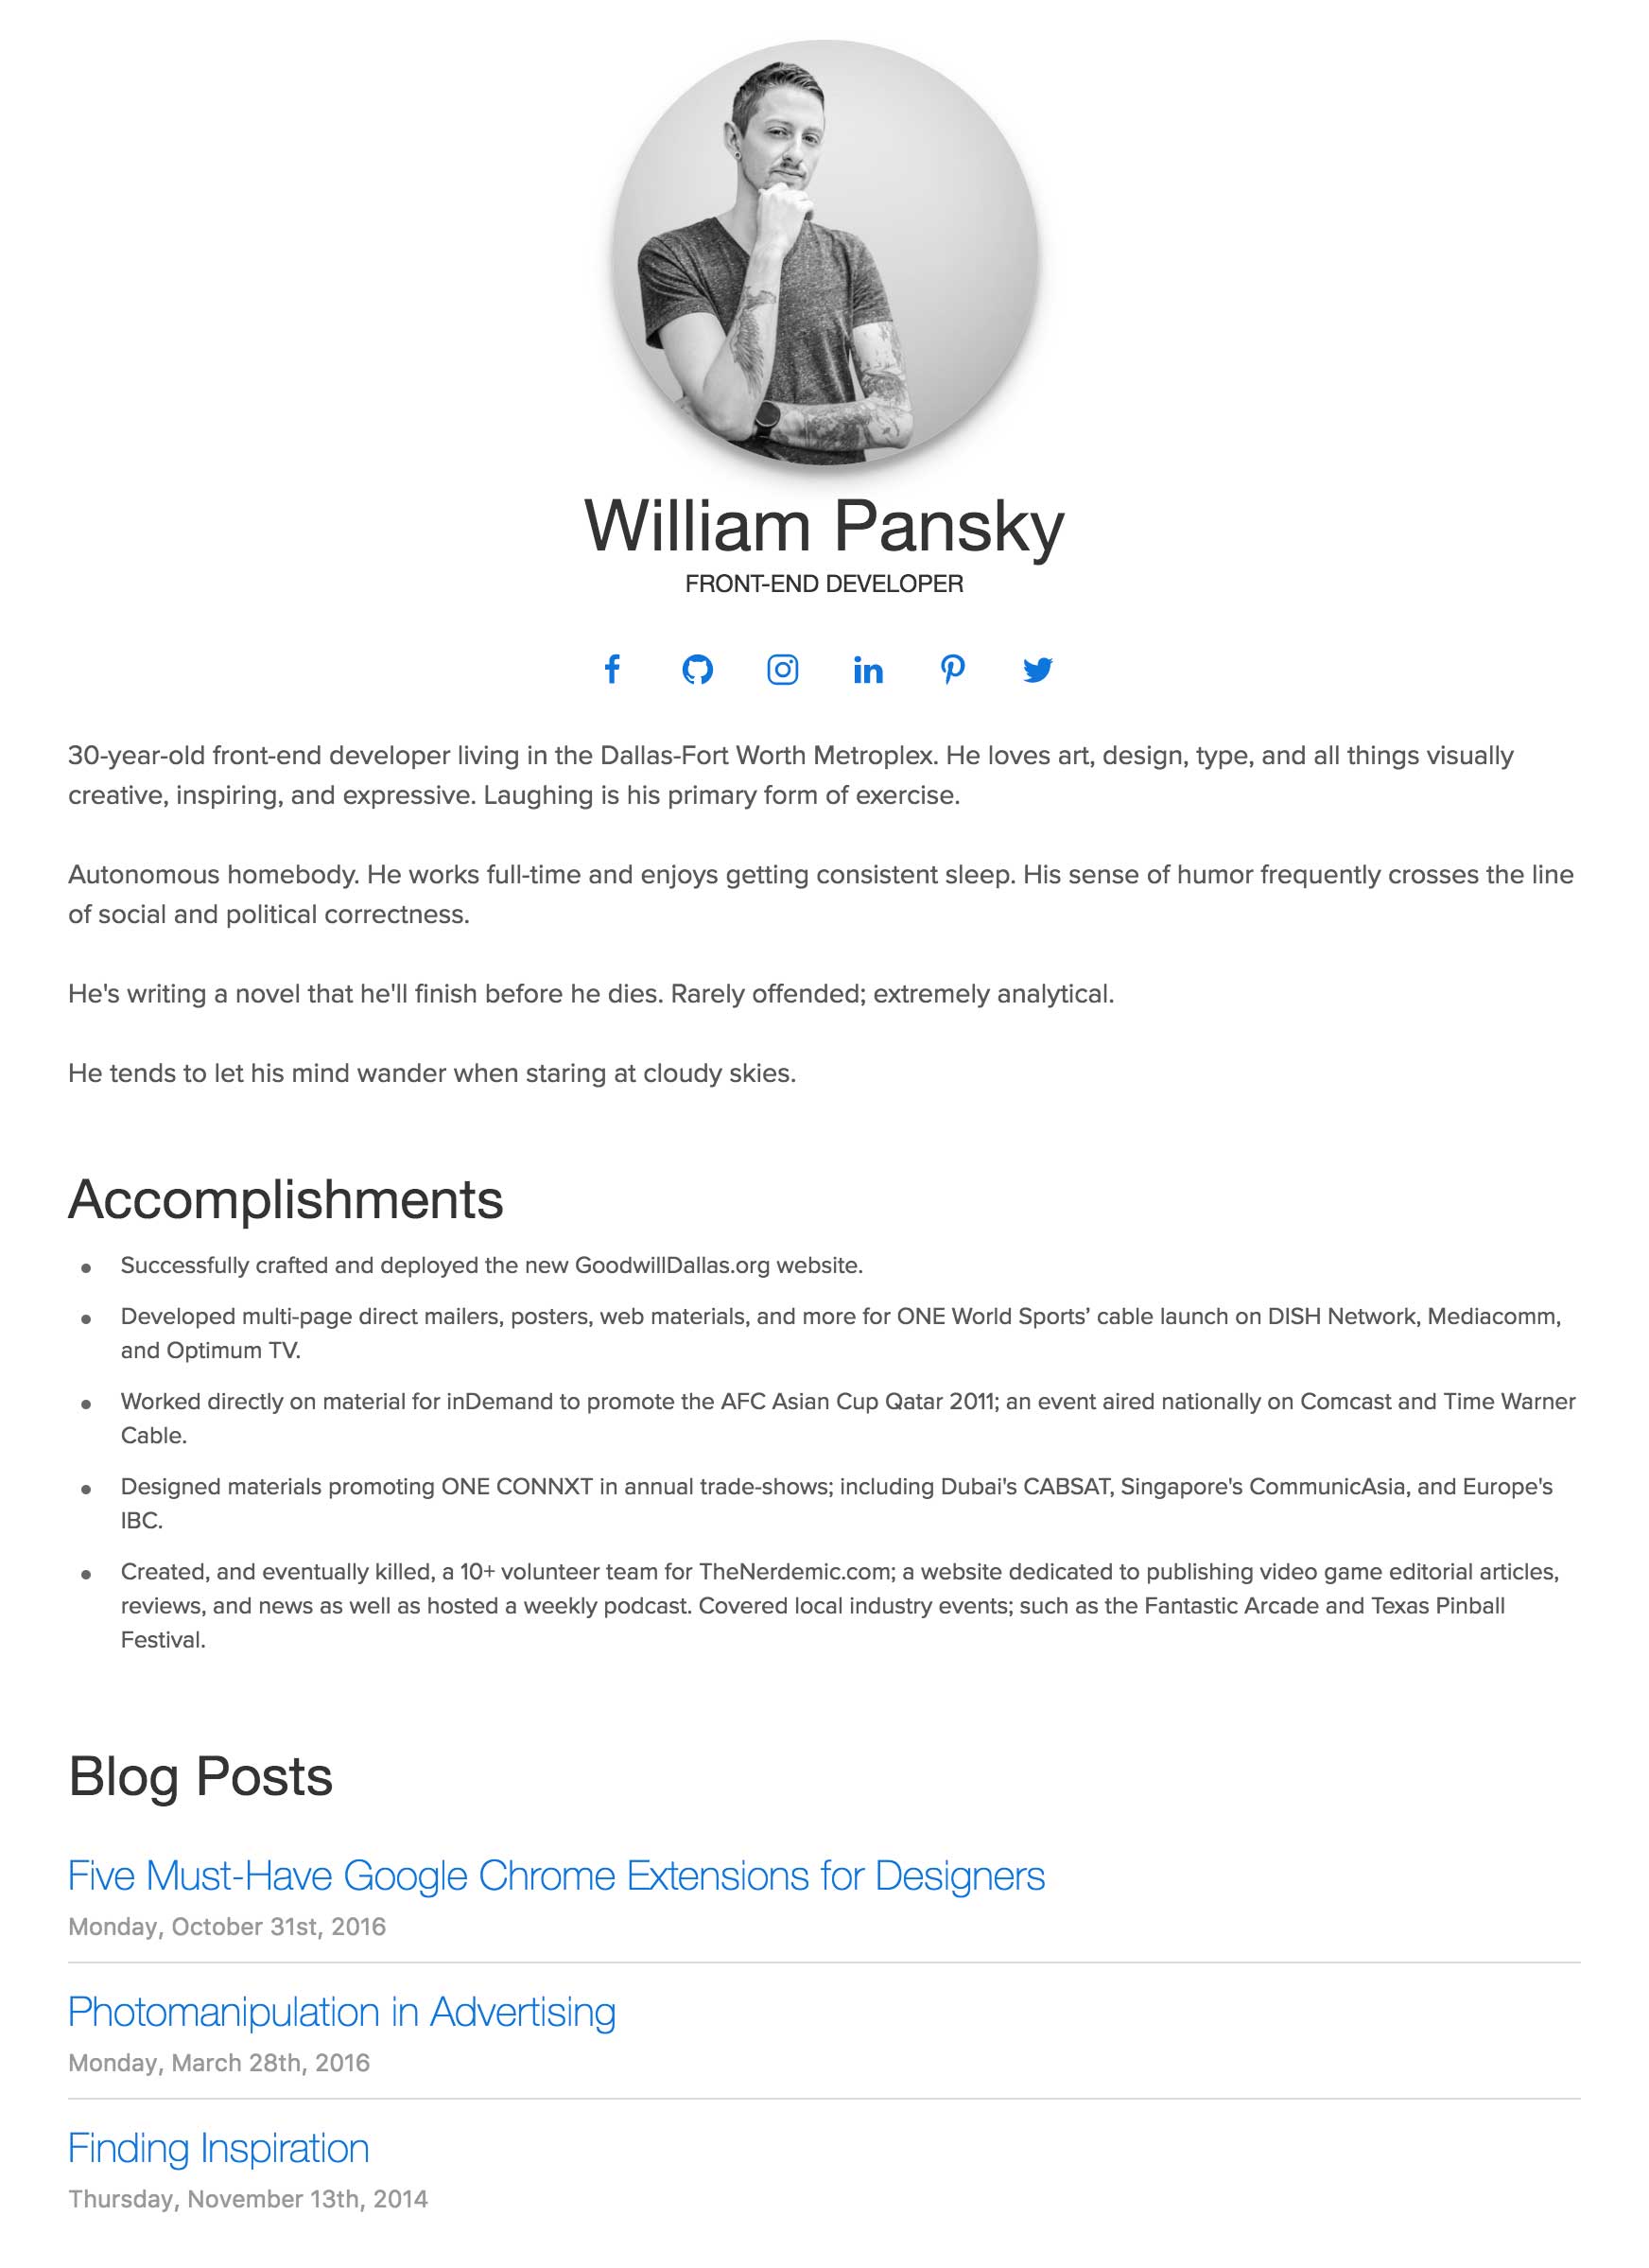 William Pansky
FRONT-END DEVELOPER
30-year-old front-end developer living in the Dallas-Fort Worth Metroplex. He loves art, design, type, and all things visually
creative, inspiring, and expressive. Laughing is his primary form of exercise.
Autonomous homebody. He works full-time and enjoys getting consistent sleep. His sense of humor frequently crosses the line
of social and political correctness.
He's writing a novel that he'll finish before he dies. Rarely offended; extremely analytical.
He tends to let his mind wander when staring at cloudy skies.
Accomplishments
• Successfully crafted and deployed the new GoodwillDallas.org website.
• Developed multi-page direct mailers, posters, web materials, and more for ONE World Sports’ cable launch on DISH Network, Mediacomm,
and Optimum TV.
• Worked directly on material for inDemand to promote the AFC Asian Cup Qatar 2011; an event aired nationally on Comcast and Time Warner
Cable.
• Designed materials promoting ONE CONNXT in annual trade-shows; including Dubai's CABSAT, Singapore's CommunicAsia, and Europe's
IBC.
• Created, and eventually killed, a 10+ volunteer team for TheNerdemic.com; a website dedicated to publishing video game editorial articles,
reviews, and news as well as hosted a weekly podcast. Covered local industry events; such as the Fantastic Arcade and Texas Pinball
Festival.
Blog Posts
Five Must-Have Google Chrome Extensions for Designers
Monday, October 31st, 2016
Photomanipulation in Advertising
Monday, March 28th, 2016
Finding Inspiration
Thursday, November 13th, 2014